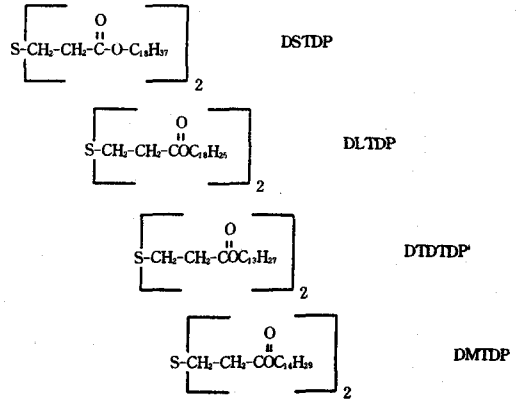 O
S-CH₂-CH₂-C-O-C₁₈H₃₇ DSTDP
2
O
S-CH₂-CH₂-COC₁₈H₂₅ DLTDP
2
O
S-CH₂-CH₂-COC₁₃H₂₇ DTDTDP'
2
O
S-CH₂-CH₂-COC₁₄H₂₉ DMTDP
2